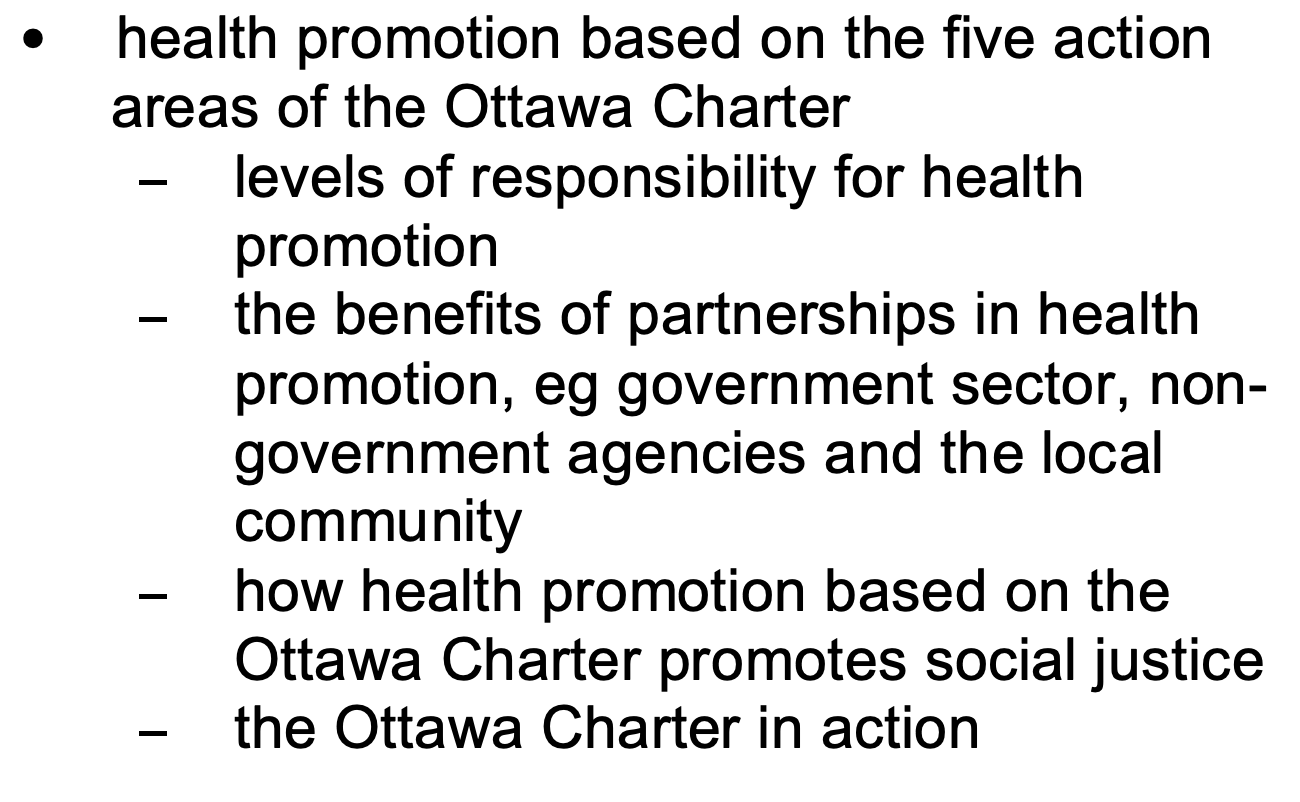 • health promotion based on the five action
areas of the Ottawa Charter
– levels of responsibility for health
promotion
– the benefits of partnerships in health
promotion, eg government sector, non-
government agencies and the local
community
– how health promotion based on the
Ottawa Charter promotes social justice
– the Ottawa Charter in action